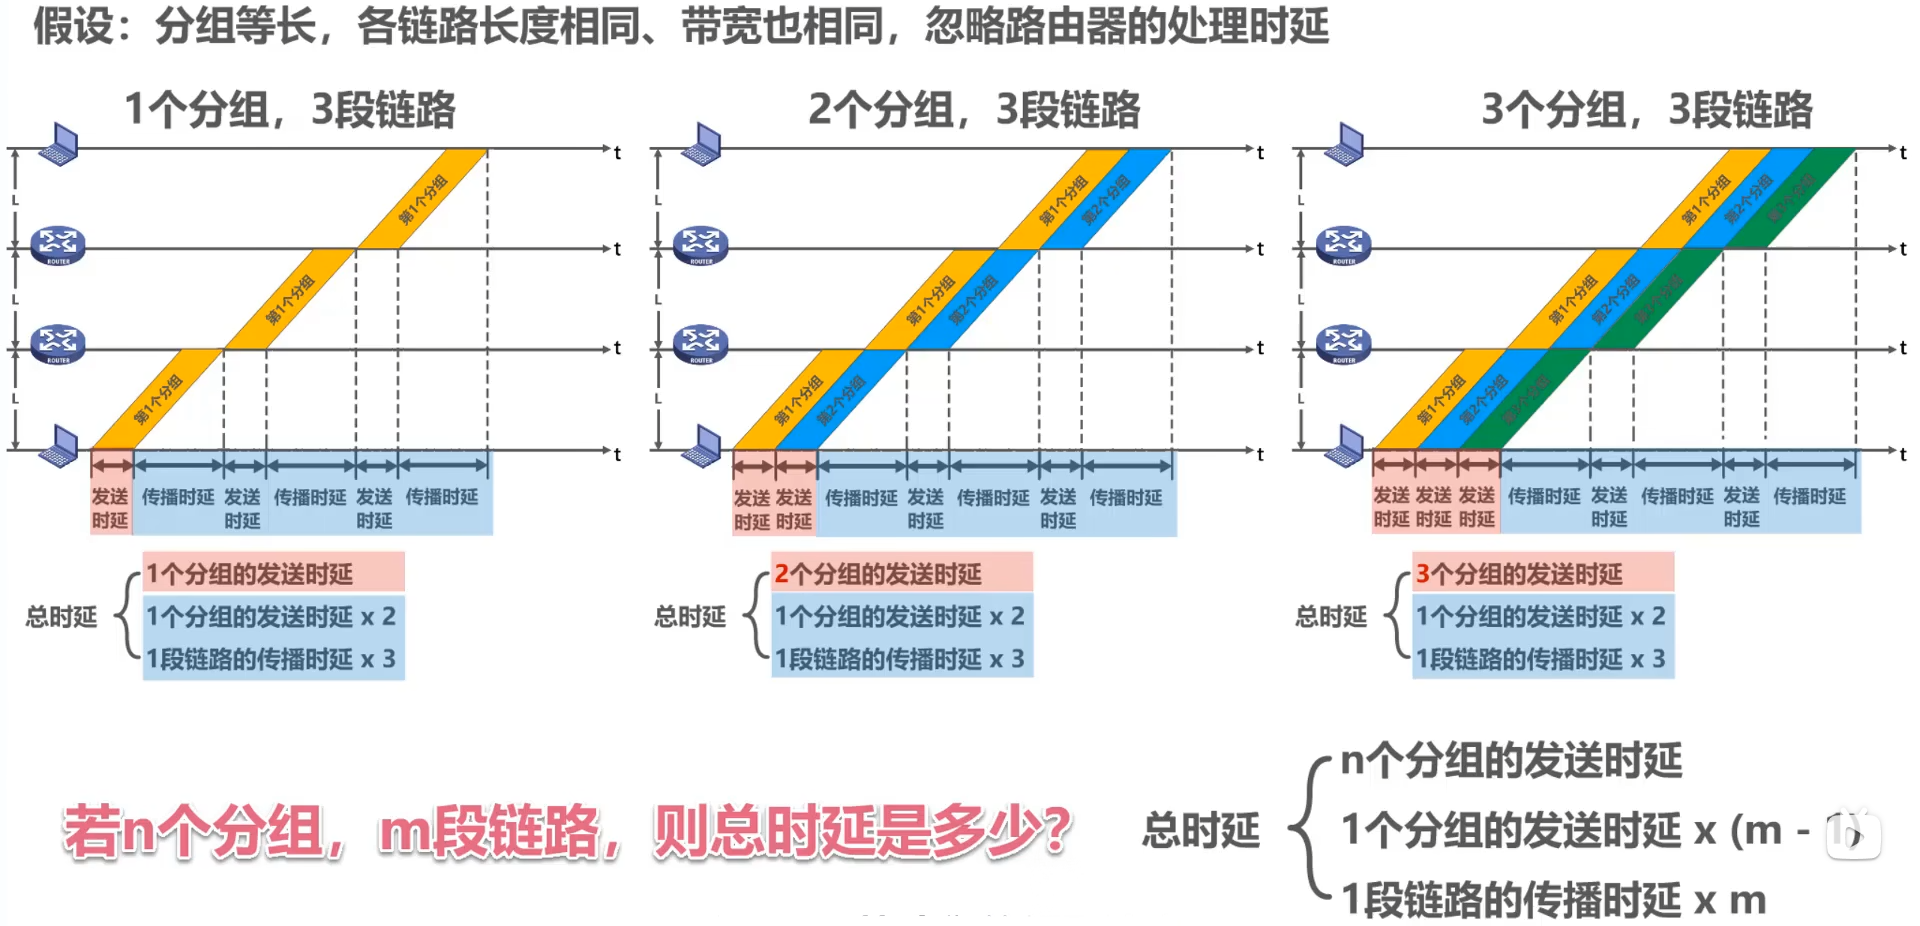 假设：分组等长，各链路长度相同、带宽也相同，忽略路由器的处理时延
1个分组，3段链路
t
L
ROUTER
t
L
ROUTER
t
L
t
第1个分组
第1个分组
第1个分组
发送时延
传播时延
发送时延
传播时延
发送时延
传播时延
总时延
1个分组的发送时延
1个分组的发送时延 x 2
1段链路的传播时延 x 3
2个分组，3段链路
t
L
ROUTER
t
L
ROUTER
t
L
t
第1个分组
第2个分组
第1个分组
第2个分组
第1个分组
第2个分组
发送时延
发送时延
传播时延
发送时延
传播时延
发送时延
传播时延
总时延
2个分组的发送时延
1个分组的发送时延 x 2
1段链路的传播时延 x 3
3个分组，3段链路
t
L
ROUTER
t
L
ROUTER
t
L
t
第1个分组
第2个分组
第1个分组
第2个分组
第1个分组
第2个分组
发送时延
发送时延
发送时延
传播时延
发送时延
传播时延
发送时延
传播时延
总时延
3个分组的发送时延
1个分组的发送时延 x 2
1段链路的传播时延 x 3
若n个分组，m段链路，则总时延是多少？
总时延
n个分组的发送时延
1个分组的发送时延 x (m - 1)
1段链路的传播时延 x m